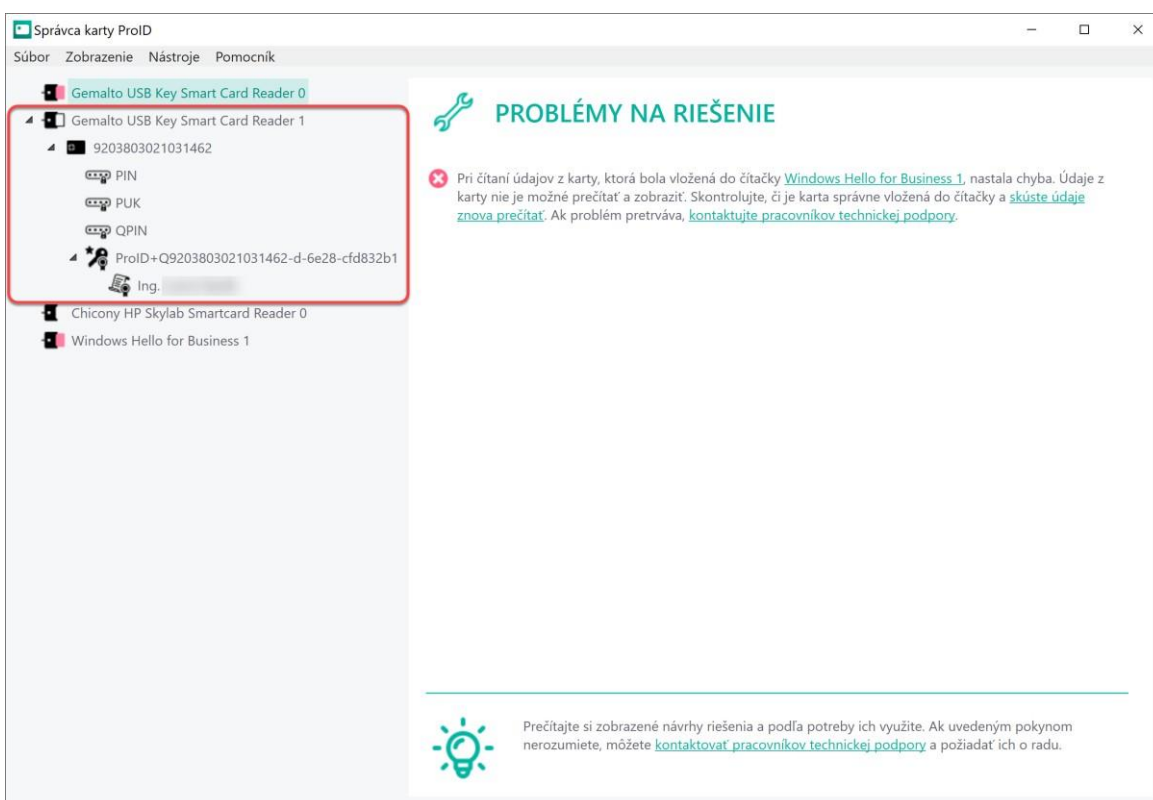 Správca karty ProID
Súbor Zobrazenie Nástroje Pomocník
Gemalto USB Key Smart Card Reader 0
Gemalto USB Key Smart Card Reader 1
9203803021031462
PIN
PUK
QPIN
ProID+Q9203803021031462-d-6e28-cfd832b1
Ing.
Chicony HP Skylab Smartcard Reader 0
Windows Hello for Business 1
PROBLÉMY NA RIEŠENIE
Pri čítaní údajov z karty, ktorá bola vložená do čítačky Windows Hello for Business 1, nastala chyba. Údaje z
karty nie je možné prečítať a zobraziť. Skontrolujte, či je karta správne vložená do čítačky a skúste údaje
znova prečítať. Ak problém pretrváva, kontaktujte pracovníkov technickej podpory.
Prečítajte si zobrazené návrhy riešenia a podľa potreby ich využite. Ak uvedeným pokynom
nerozumiete, môžete kontaktovať pracovníkov technickej podpory a požiadať ich o radu.